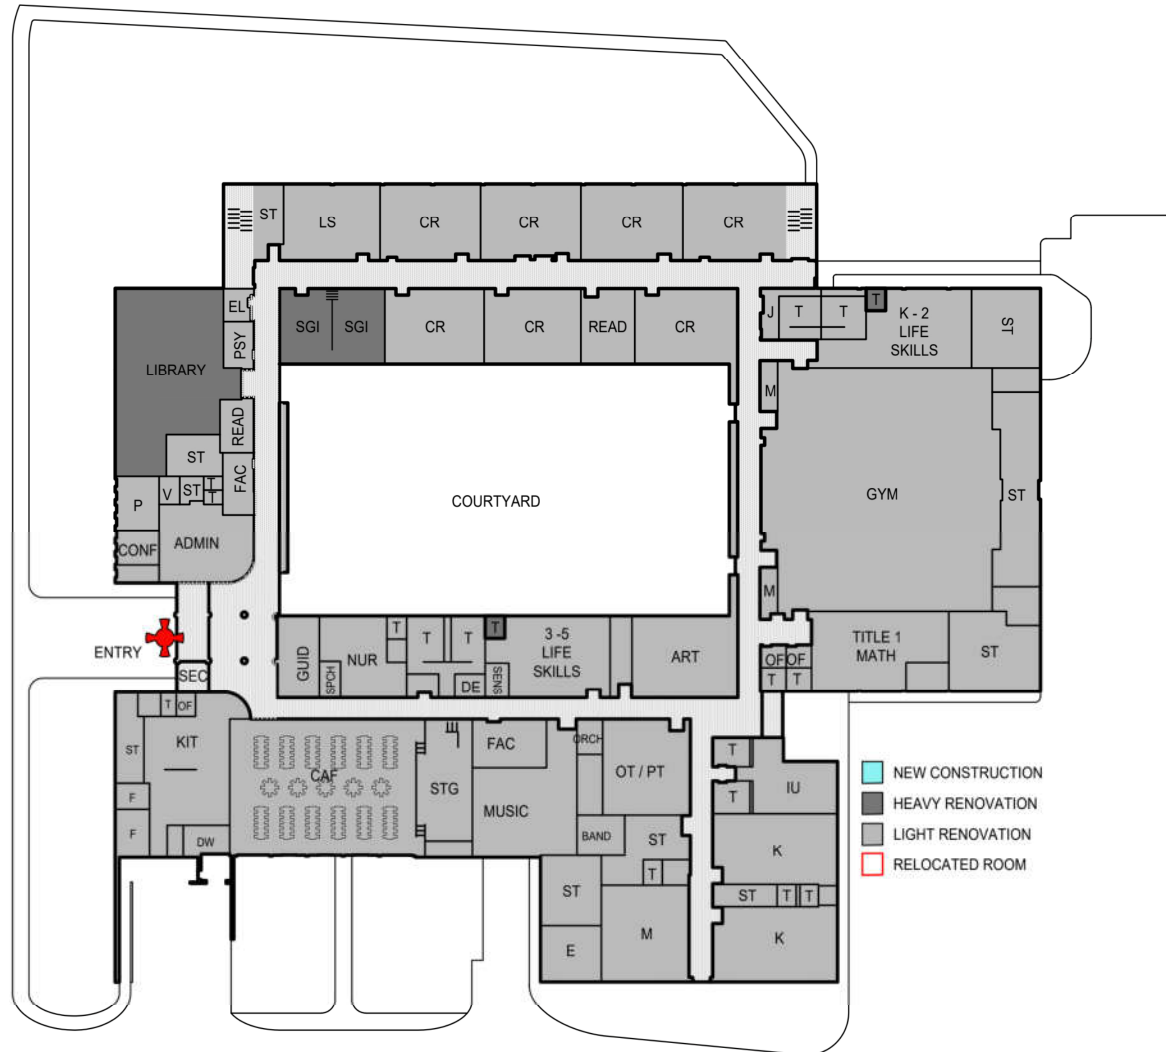 ST
LS
CR
CR
CR
CR
EL
PSY
LIBRARY
READ
ST
FAC
P
V
ST
T
T
CONF
ADMIN
SGI
SGI
CR
CR
READ
CR
J
T
T
T
K - 2
LIFE
SKILLS
ST
M
GYM
ST
M
COURTYARD
ENTRY
SEC
GUID
SPCH
NUR
T
T
T
DE
T
SENS
3 -5
LIFE
SKILLS
ART
OF
OF
T
T
TITLE 1
MATH
ST
T
OF
ST
KIT
F
F
DW
CAF
STG
FAC
MUSIC
ORCH
BAND
OT / PT
ST
T
ST
E
M
T
T
IU
K
ST
T
T
K
NEW CONSTRUCTION
HEAVY RENOVATION
LIGHT RENOVATION
RELOCATED ROOM